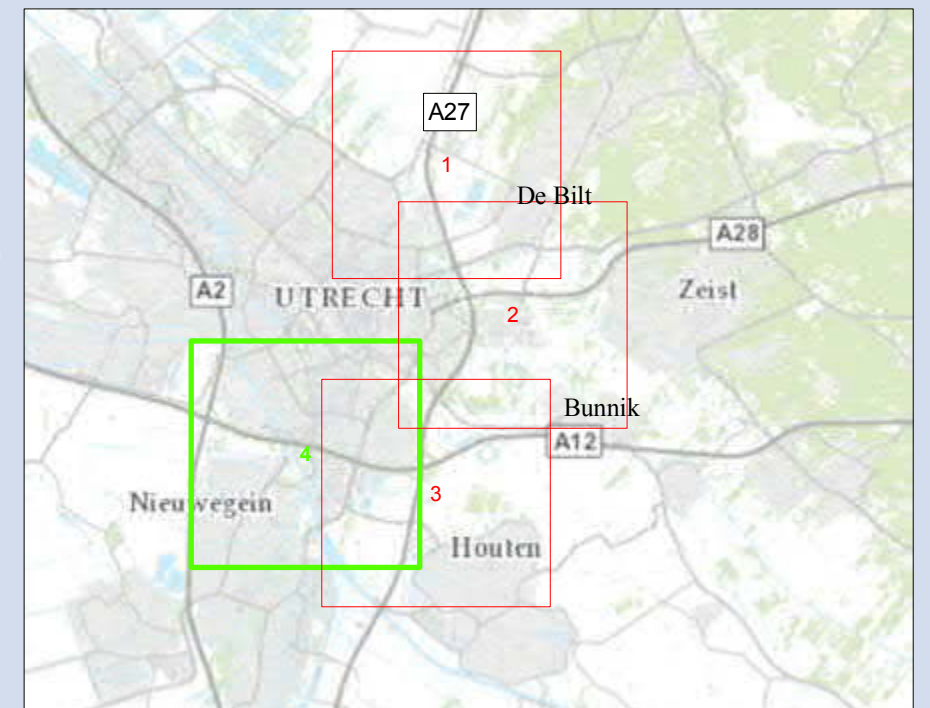 A27
1
De Bilt
A28
A2
UTRECHT
Zeist
2
Bunnik
A12
4
3
Nieuwegein
Houten